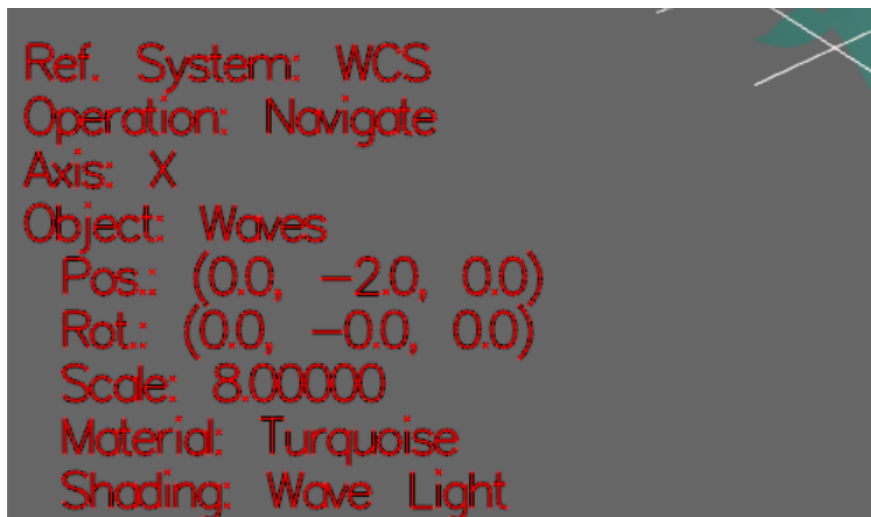 Ref. System: WCS
Operation: Navigate
Axis: X
Object: Waves
Pos.: (0.0, −2.0, 0.0)
Rot.: (0.0, −0.0, 0.0)
Scale: 8.00000
Material: Turquoise
Shading: Wave Light